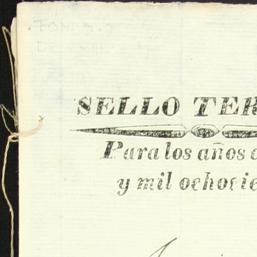 SELLO TER
Para los años
y mil ochocie